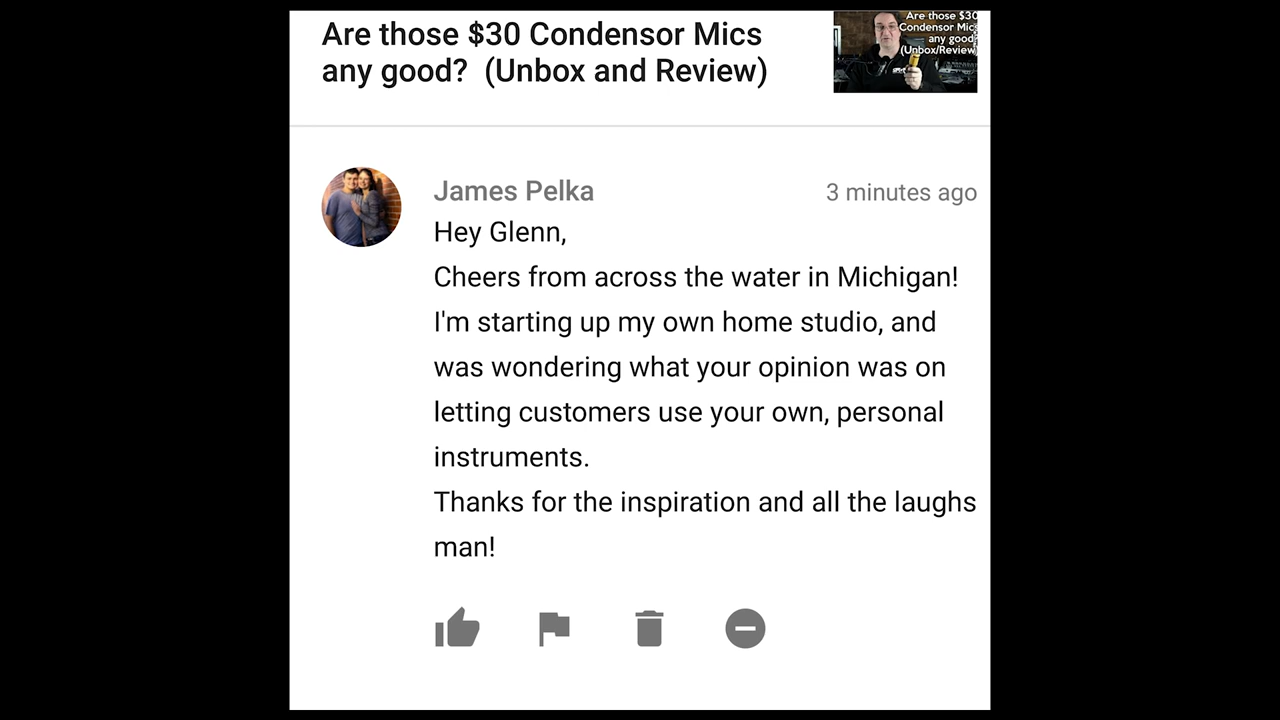 Are those $30 Condensor Mics
any good?  (Unbox and Review)
Are those $30
Condensor Mics
any good?
(Unbox/Review)
James Pelka
3 minutes ago
Hey Glenn,
Cheers from across the water in Michigan!
I'm starting up my own home studio, and
was wondering what your opinion was on
letting customers use your own, personal
instruments.
Thanks for the inspiration and all the laughs
man!